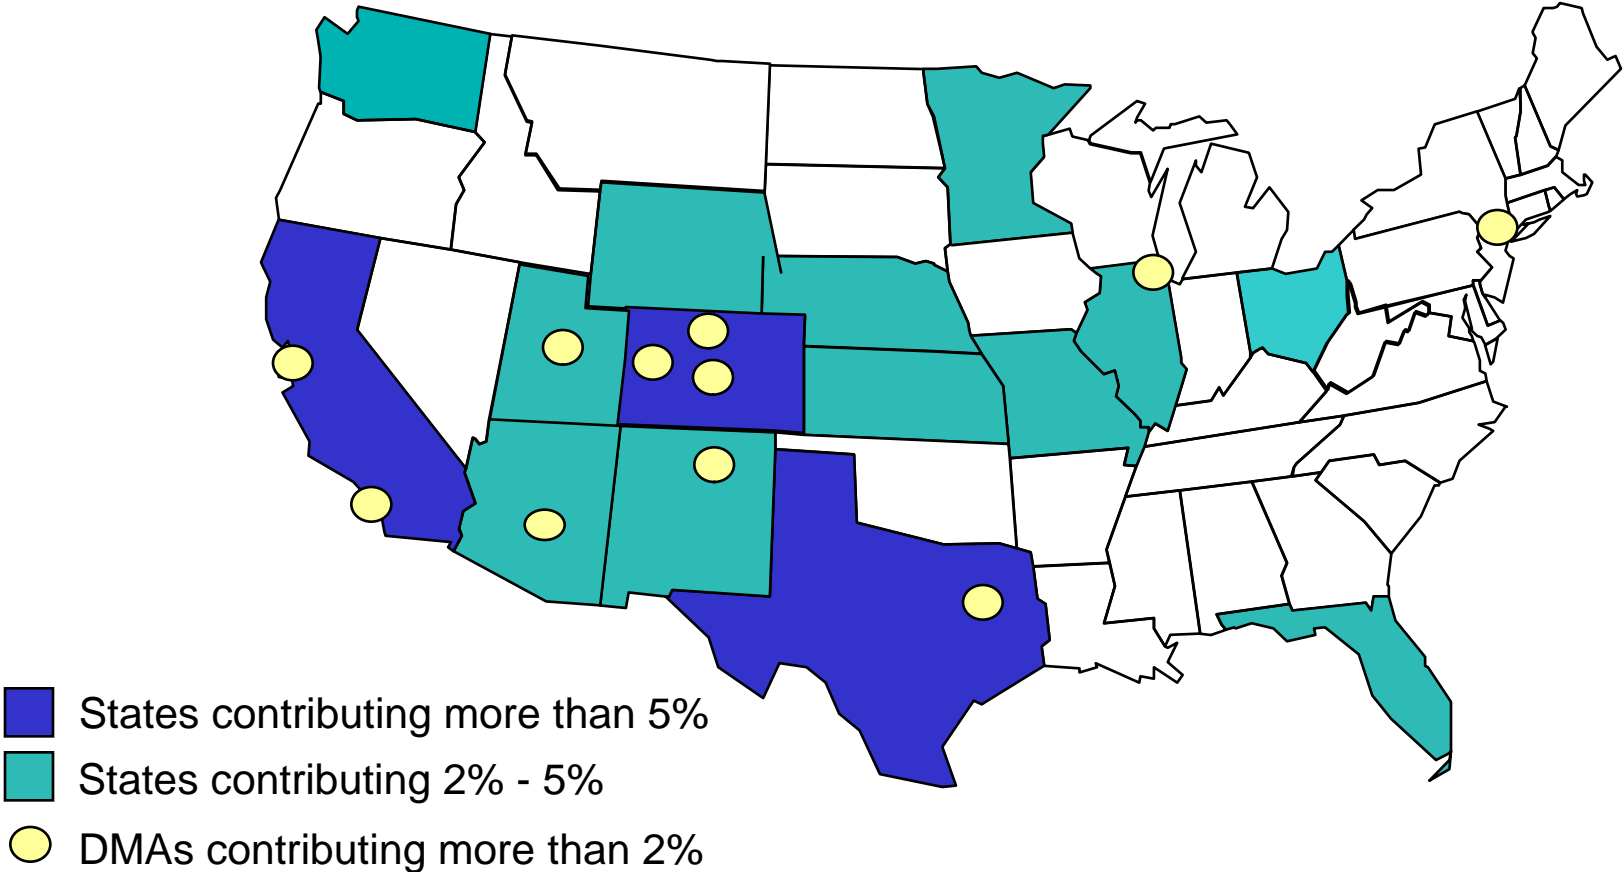 States contributing more than 5%
States contributing 2% - 5%
DMAs contributing more than 2%